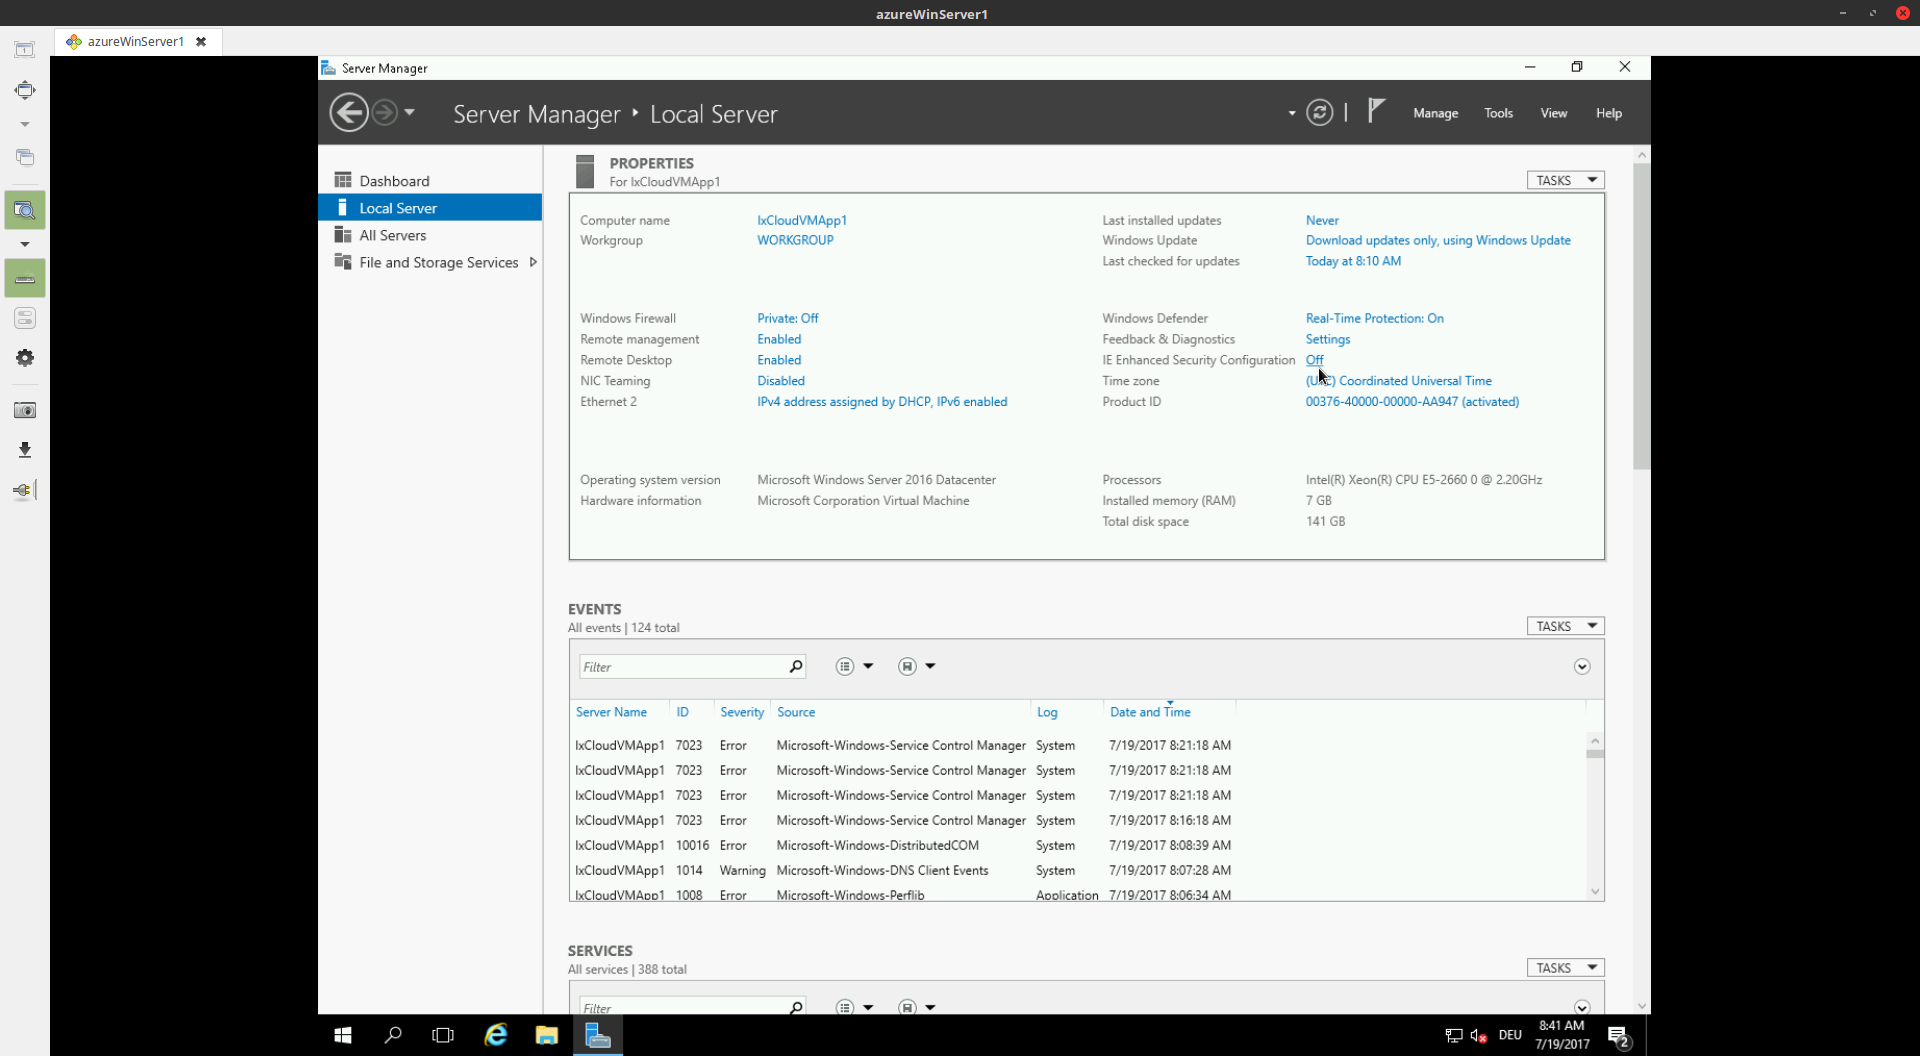 azureWinServer1
azureWinServer1
Server Manager
Server Manager ‣ Local Server
Manage Tools View Help
Dashboard
Local Server
All Servers
File and Storage Services
PROPERTIES
For IxCloudVMApp1
TASKS
Computer name IxCloudVMApp1 Last installed updates Never
Workgroup WORKGROUP Windows Update Download updates only, using Windows Update
Last checked for updates Today at 8:10 AM
Windows Firewall Private: Off Windows Defender Real-Time Protection: On
Remote management Enabled Feedback & Diagnostics Settings
Remote Desktop Enabled IE Enhanced Security Configuration Off
NIC Teaming Disabled Time zone (UTC) Coordinated Universal Time
Ethernet 2 IPv4 address assigned by DHCP, IPv6 enabled Product ID 00376-40000-00000-AA947 (activated)
Operating system version Microsoft Windows Server 2016 Datacenter Processors Intel(R) Xeon(R) CPU E5-2660 0 @ 2.20GHz
Hardware information Microsoft Corporation Virtual Machine Installed memory (RAM) 7 GB
Total disk space 141 GB
EVENTS
All events | 124 total
TASKS
Filter
Server Name ID Severity Source Log Date and Time
IxCloudVMApp1 7023 Error Microsoft-Windows-Service Control Manager System 7/19/2017 8:21:18 AM
IxCloudVMApp1 7023 Error Microsoft-Windows-Service Control Manager System 7/19/2017 8:21:18 AM
IxCloudVMApp1 7023 Error Microsoft-Windows-Service Control Manager System 7/19/2017 8:21:18 AM
IxCloudVMApp1 7023 Error Microsoft-Windows-Service Control Manager System 7/19/2017 8:16:18 AM
IxCloudVMApp1 10016 Error Microsoft-Windows-DistributedCOM System 7/19/2017 8:08:39 AM
IxCloudVMApp1 1014 Warning Microsoft-Windows-DNS Client Events System 7/19/2017 8:07:28 AM
IxCloudVMApp1 1008 Error Microsoft-Windows-Perflib Application 7/19/2017 8:06:34 AM
SERVICES
All services | 388 total
TASKS
Filter
DEU
8:41 AM
7/19/2017
2